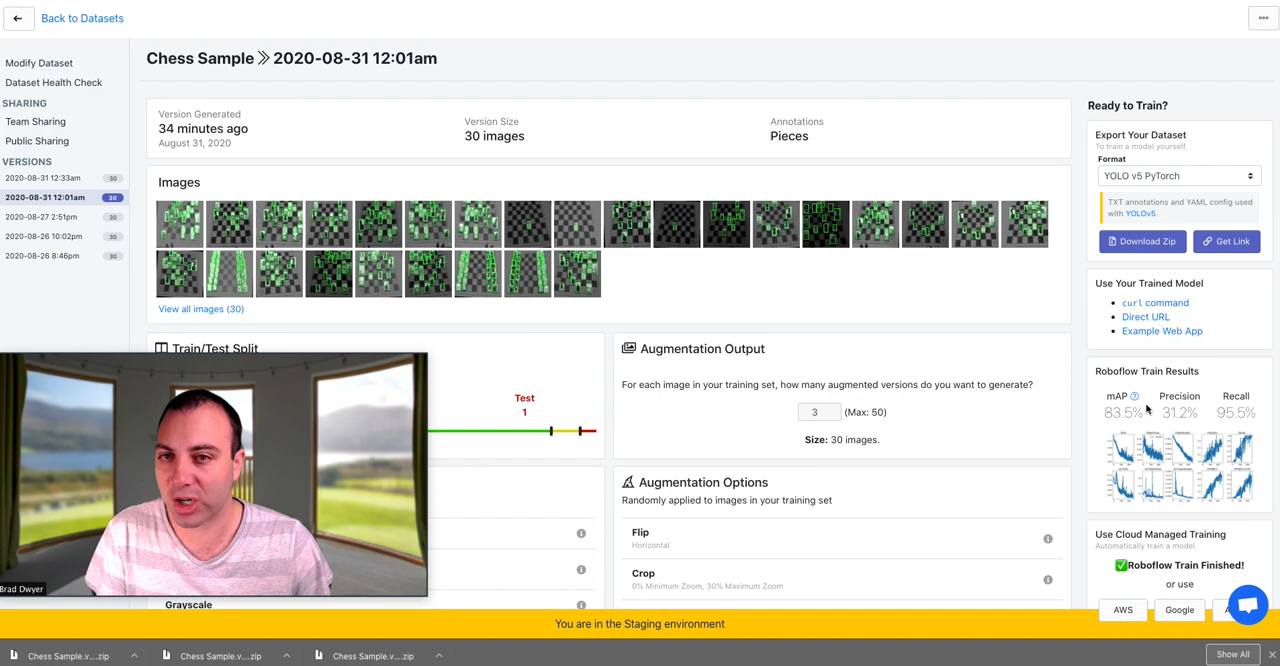 Back to Datasets
Modify Dataset
Dataset Health Check
SHARING
Team Sharing
Public Sharing
VERSIONS
2020-08-31 12:33am 30
2020-08-31 12:01am 30
2020-08-27 2:51pm 30
2020-08-26 10:02pm 30
2020-08-26 8:46pm 30
Chess Sample 2020-08-31 12:01am
Version Generated
34 minutes ago
August 31, 2020
Version Size
30 images
Annotations
Pieces
Images
View all images (30)
Train/Test Split
Test
1
Grayscale
Augmentation Output
For each image in your training set, how many augmented versions do you want to generate?
3 (Max: 50)
Size: 30 images.
Augmentation Options
Randomly applied to images in your training set
Flip
Horizontal
Crop
0% Minimum Zoom, 30% Maximum Zoom
Ready to Train?
Export Your Dataset
To train a model yourself.
Format
YOLO v5 PyTorch
TXT annotations and YAML config used
with YOLOv5.
Download Zip Get Link
Use Your Trained Model
curl command
Direct URL
Example Web App
Roboflow Train Results
mAP Precision Recall
83.5% 31.2% 95.5%
Use Cloud Managed Training
Automatically train a model.
Roboflow Train Finished!
or use
AWS Google
Brad Dwyer
You are in the Staging environment
Chess Sample.v....zip Chess Sample.v....zip Chess Sample.v....zip Show All